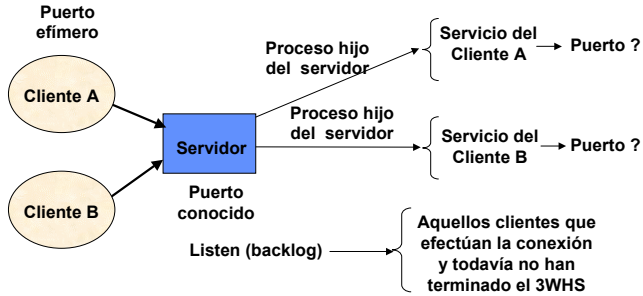 Puerto
efímero
Cliente A
Cliente B
Servidor
Puerto
conocido
Proceso hijo
del servidor
Servicio del
Cliente A
Puerto ?
Proceso hijo
del servidor
Servicio del
Cliente B
Puerto ?
Listen (backlog)
Aquellos clientes que
efectúan la conexión
y todavía no han
terminado el 3WHS